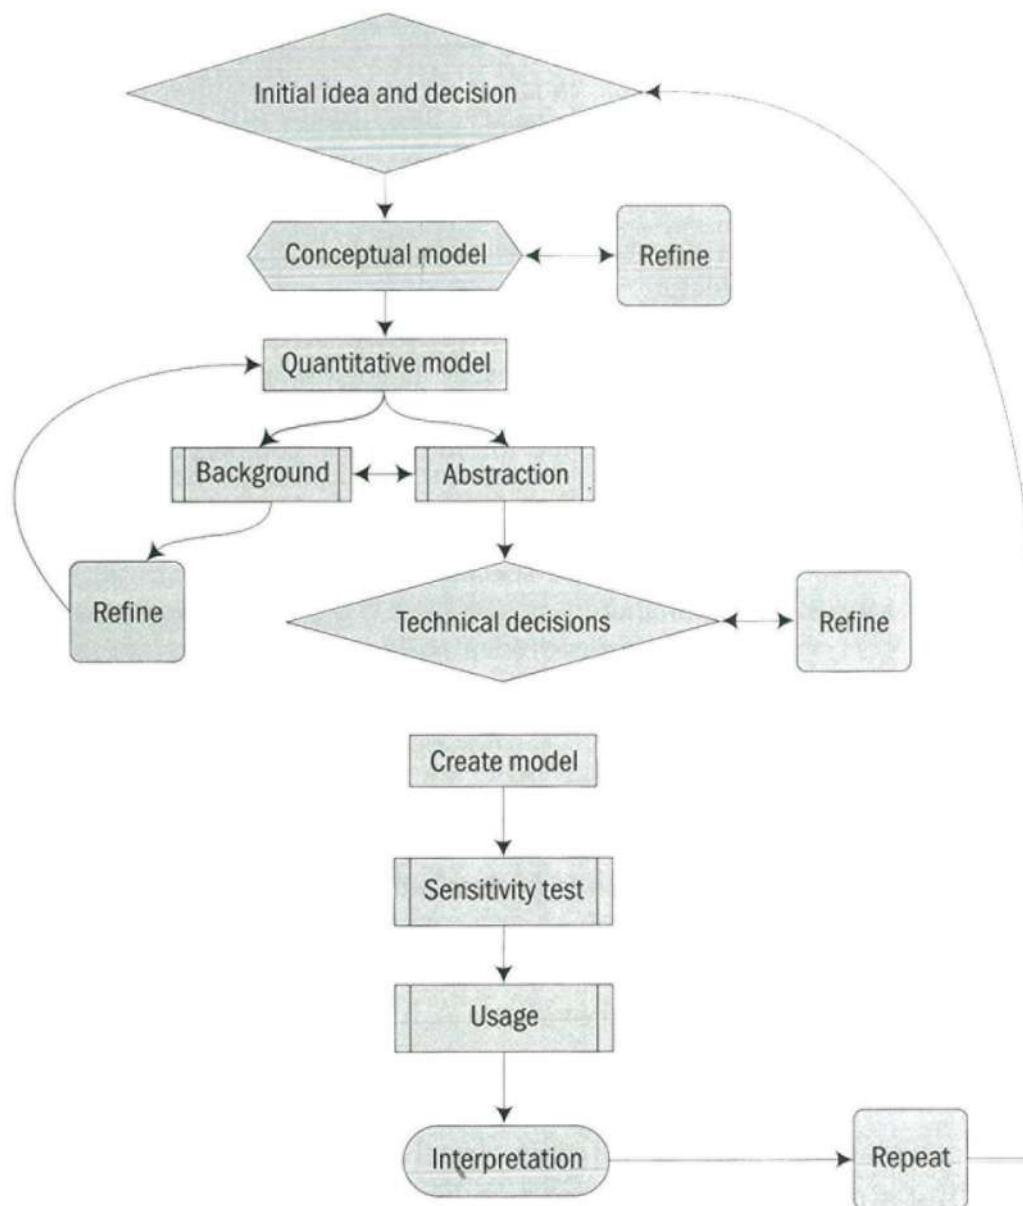 Initial idea and decision
Conceptual model
Refine
Quantitative model
Background
Abstraction
Refine
Technical decisions
Refine
Create model
Sensitivity test
Usage
Interpretation
Repeat